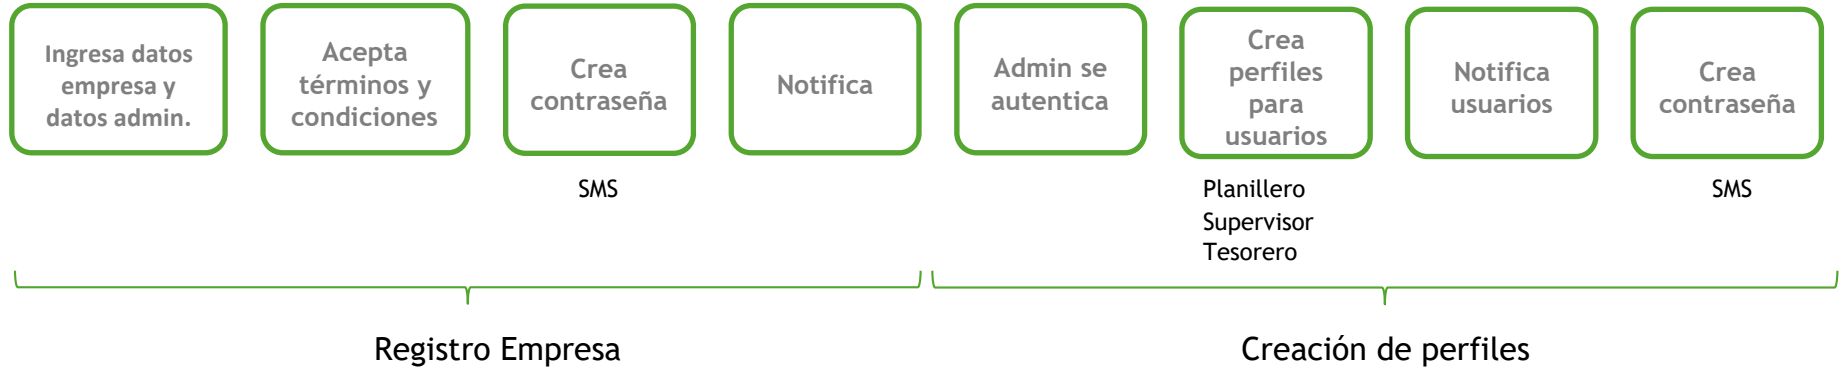 Ingresa datos
empresa y
datos admin.
Acepta
términos y
condiciones
Crea
contraseña
Notifica
Admin se
autentica
Crea
perfiles
para
usuarios
Notifica
usuarios
Crea
contraseña
SMS
Planillero
Supervisor
Tesorero
SMS
Registro Empresa
Creación de perfiles